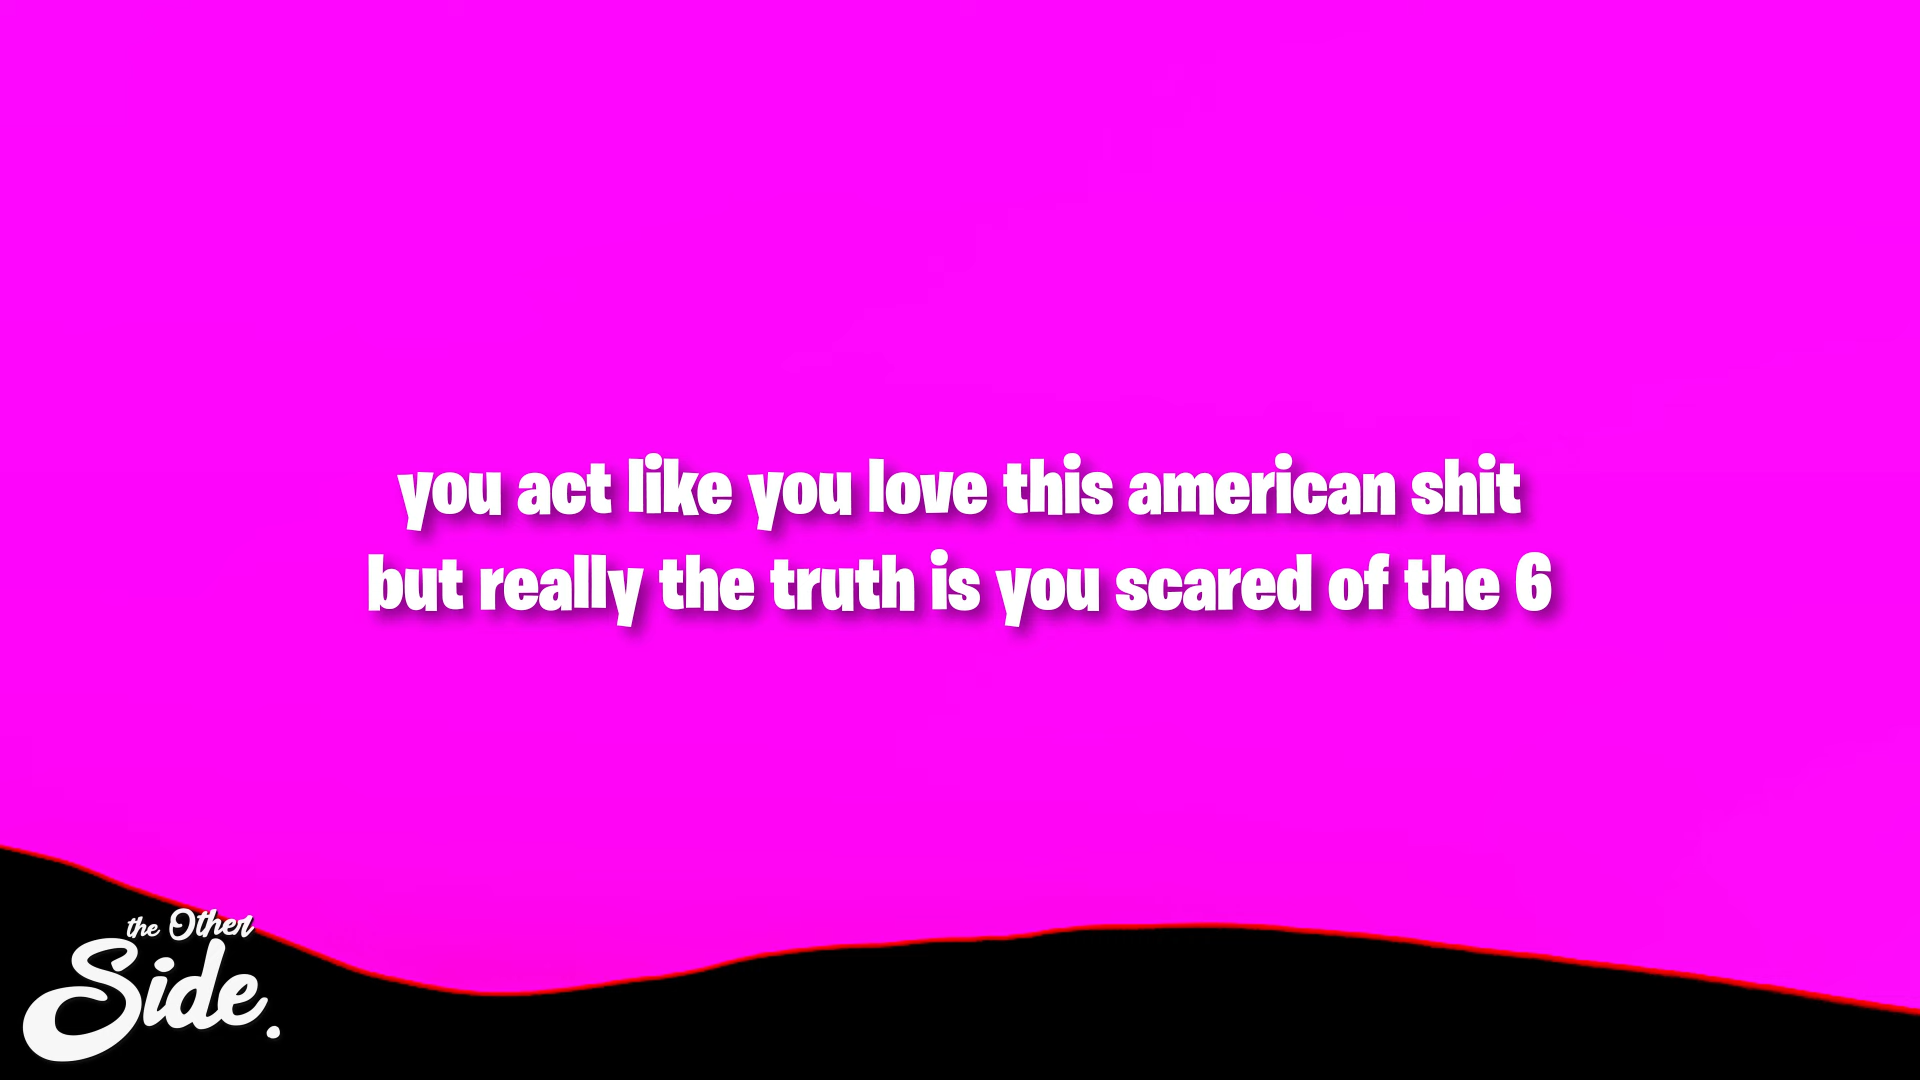 you act like you love this american shit
but really the truth is you scared of the 6
the Other
Side.